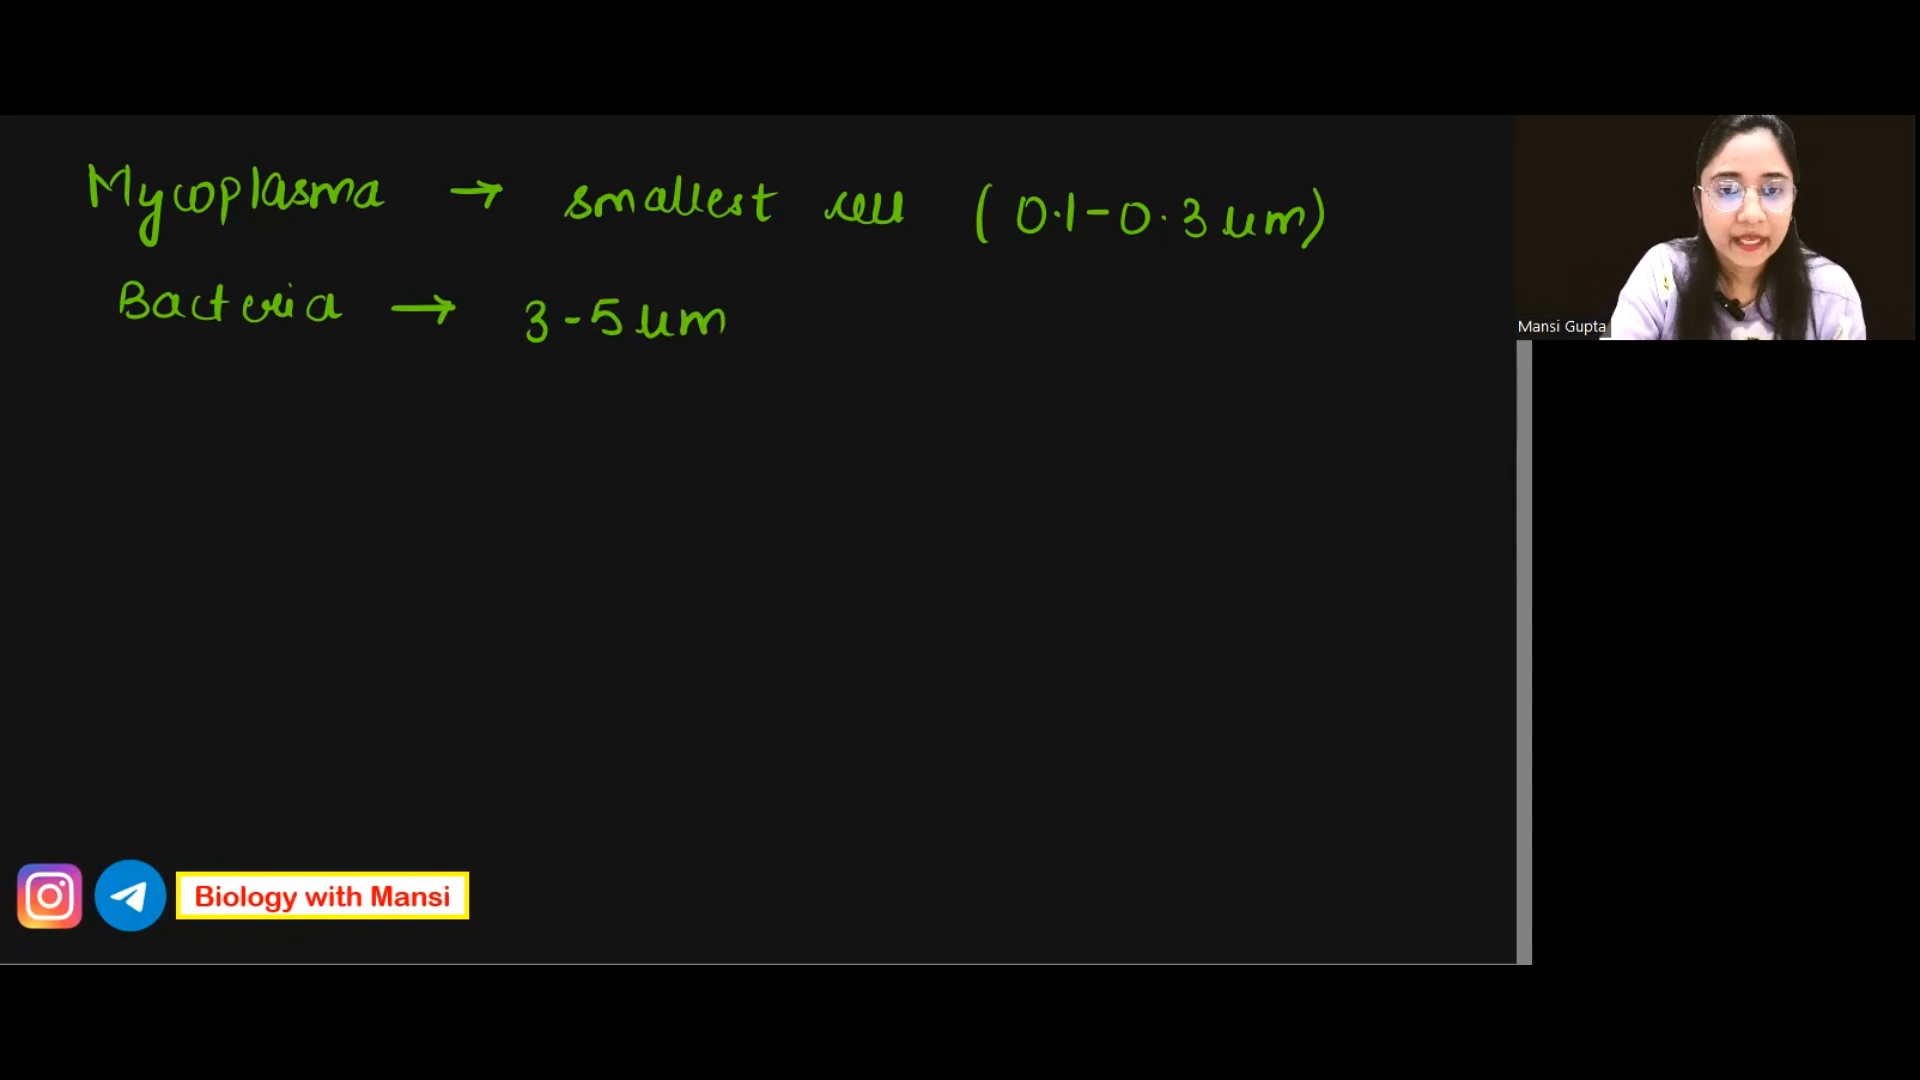 Mycoplasma → smallest cell (0.1-0.3 um)
Bacteria → 3-5 um
Mansi Gupta
Biology with Mansi